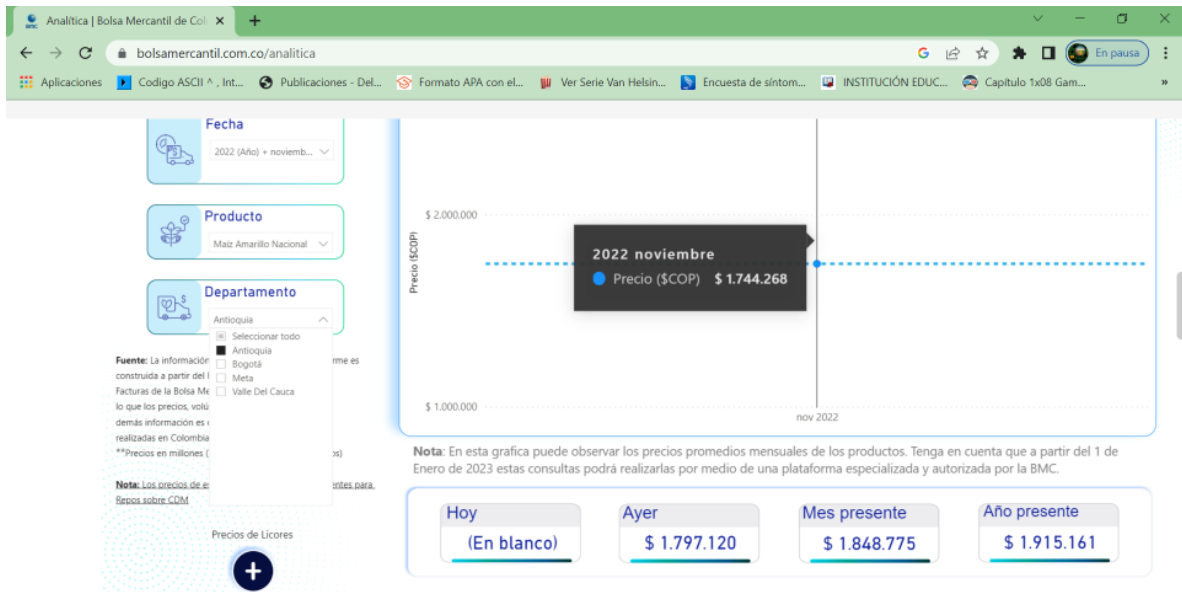 Analítica | Bolsa Mercantil de Col
bolsamercantil.com.co/analitica
En pausa
Aplicaciones
Codigo ASCII ^ , Int...
Publicaciones - Del...
Formato APA con el...
Ver Serie Van Helsin...
Encuesta de síntom...
INSTITUCIÓN EDUC...
Capítulo 1x08 Gam...
»
Fecha
2022 (Año) + noviemb...
Producto
Maíz Amarillo Nacional
Departamento
Antioquia
Seleccionar todo
Antioquia
Bogotá
Meta
Valle Del Cauca
Fuente: La información rme es
construida a partir del
Facturas de la Bolsa Me
lo que los precios, volú
demás información es
realizadas en Colombia
**Precios en millones ( os)
Nota: Los precios de es entes para
Repos sobre CDM
Precios de Licores
+
Precio ($COP)
$ 2.000.000
$ 1.000.000
2022 noviembre
Precio ($COP) $ 1.744.268
nov 2022
Nota: En esta grafica puede observar los precios promedios mensuales de los productos. Tenga en cuenta que a partir del 1 de
Enero de 2023 estas consultas podrá realizarlas por medio de una plataforma especializada y autorizada por la BMC.
Hoy
(En blanco)
Ayer
$ 1.797.120
Mes presente
$ 1.848.775
Año presente
$ 1.915.161